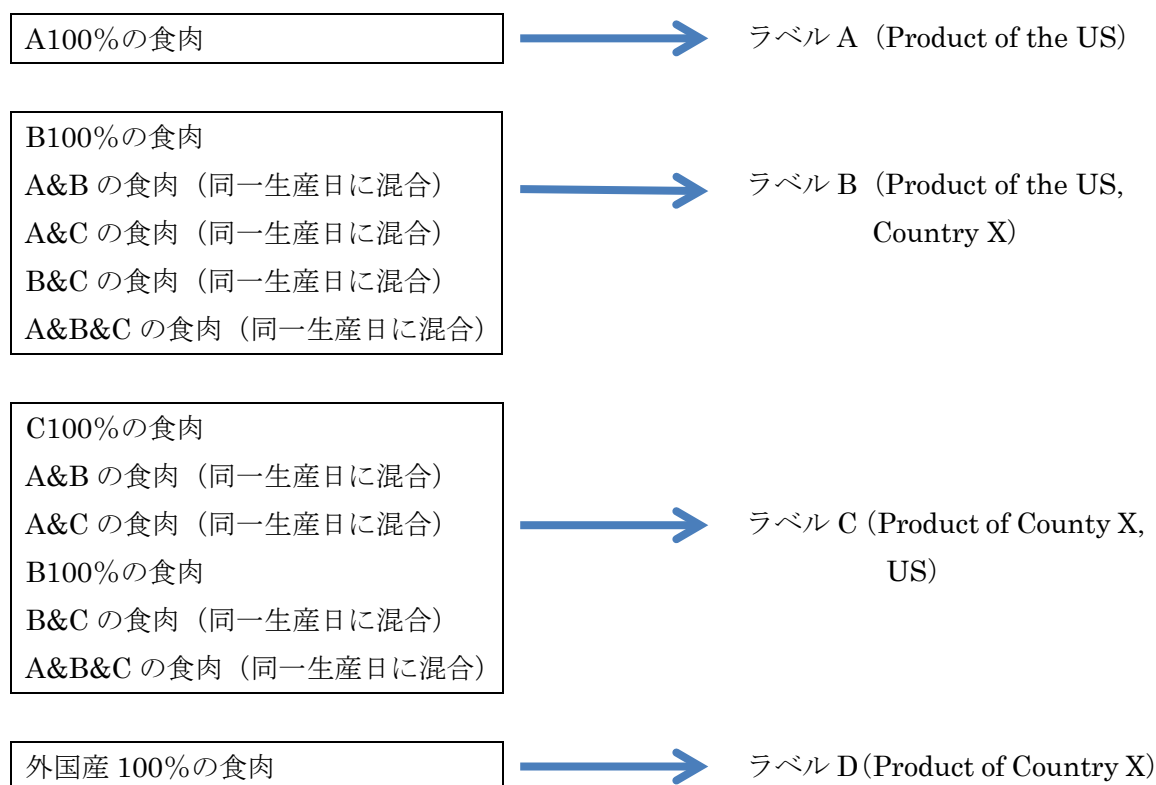 A100％の食肉
ラベル A（Product of the US）
B100％の食肉
A&B の食肉（同一生産日に混合）
A&C の食肉（同一生産日に混合）
B&C の食肉（同一生産日に混合）
A&B&C の食肉（同一生産日に混合）
ラベル B（Product of the US,
Country X）
C100％の食肉
A&B の食肉（同一生産日に混合）
A&C の食肉（同一生産日に混合）
B100％の食肉
B&C の食肉（同一生産日に混合）
A&B&C の食肉（同一生産日に混合）
ラベル C（Product of County X,
US）
外国産 100％の食肉
ラベル D（Product of Country X）